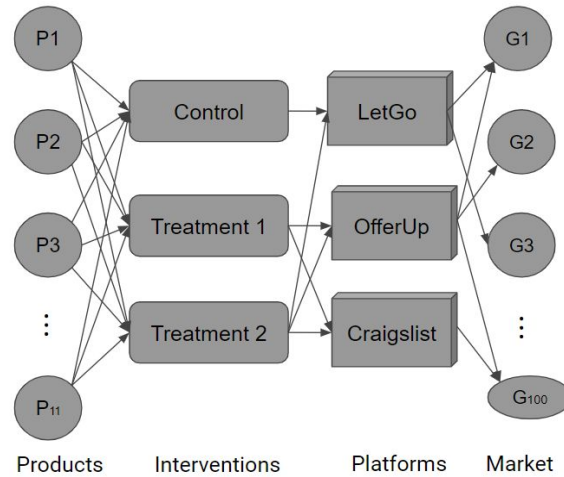 P1 Control LetGo G1
P2 G2
P3 Treatment 1 OfferUp G3
⋮ Treatment 2 Craigslist ⋮
P₁₁ G₁₀₀
Products Interventions Platforms Market